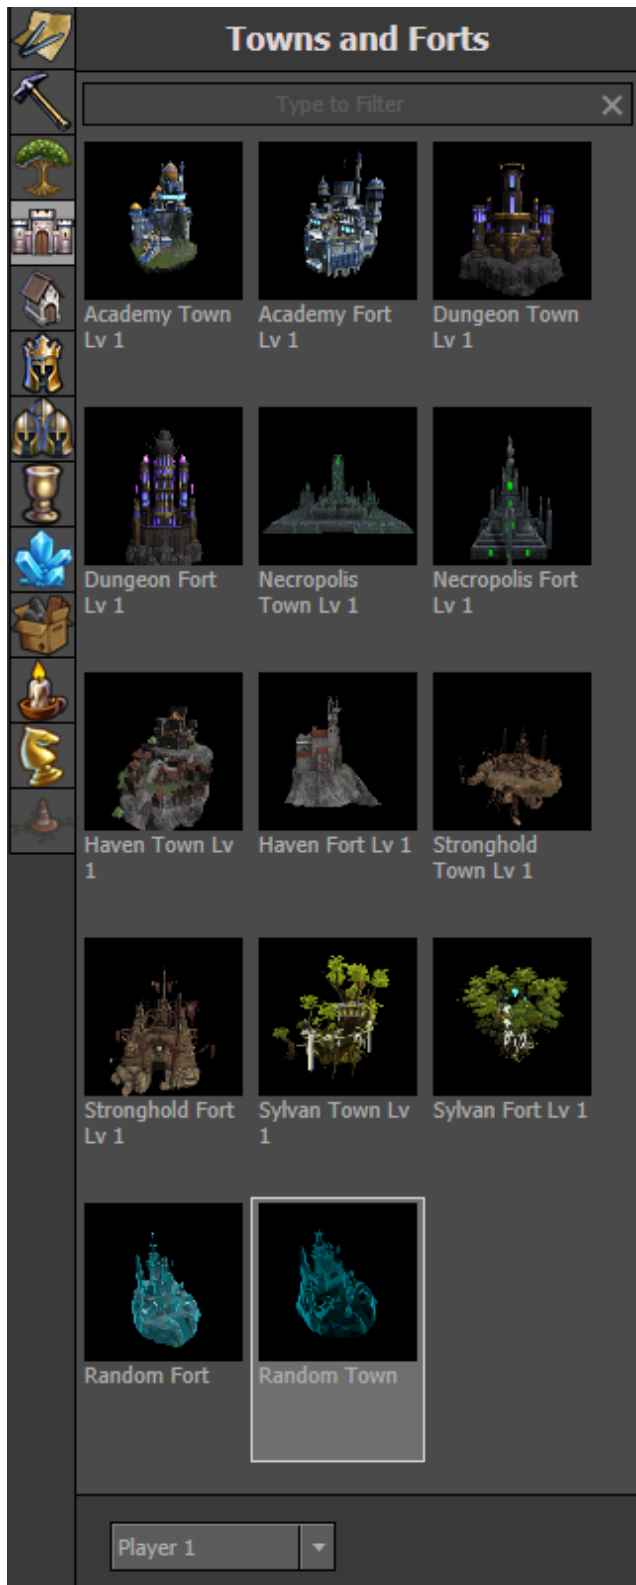 Towns and Forts
Type to Filter
Academy Town
Lv 1
Academy Fort
Lv 1
Dungeon Town
Lv 1
Dungeon Fort
Lv 1
Necropolis
Town Lv 1
Necropolis Fort
Lv 1
Haven Town Lv
1
Haven Fort Lv 1
Stronghold
Town Lv 1
Stronghold Fort
Lv 1
Sylvan Town Lv
1
Sylvan Fort Lv 1
Random Fort
Random Town
Player 1